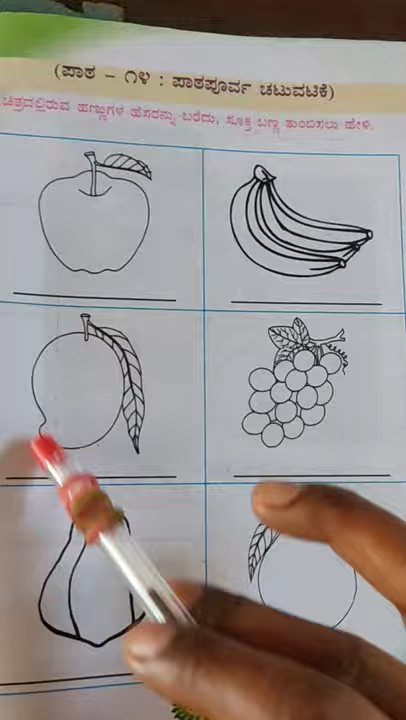 (ಪಾಠ - ೧೪ : ಪಾಠಪೂರ್ವ ಚಟುವಟಿಕೆ)
ಚಿತ್ರದಲ್ಲಿರುವ ಹಣ್ಣುಗಳ ಹೆಸರನ್ನು ಬರೆದು, ಸೂಕ್ತ ಬಣ್ಣ ತುಂಬಿಸಲು ಹೇಳಿ.